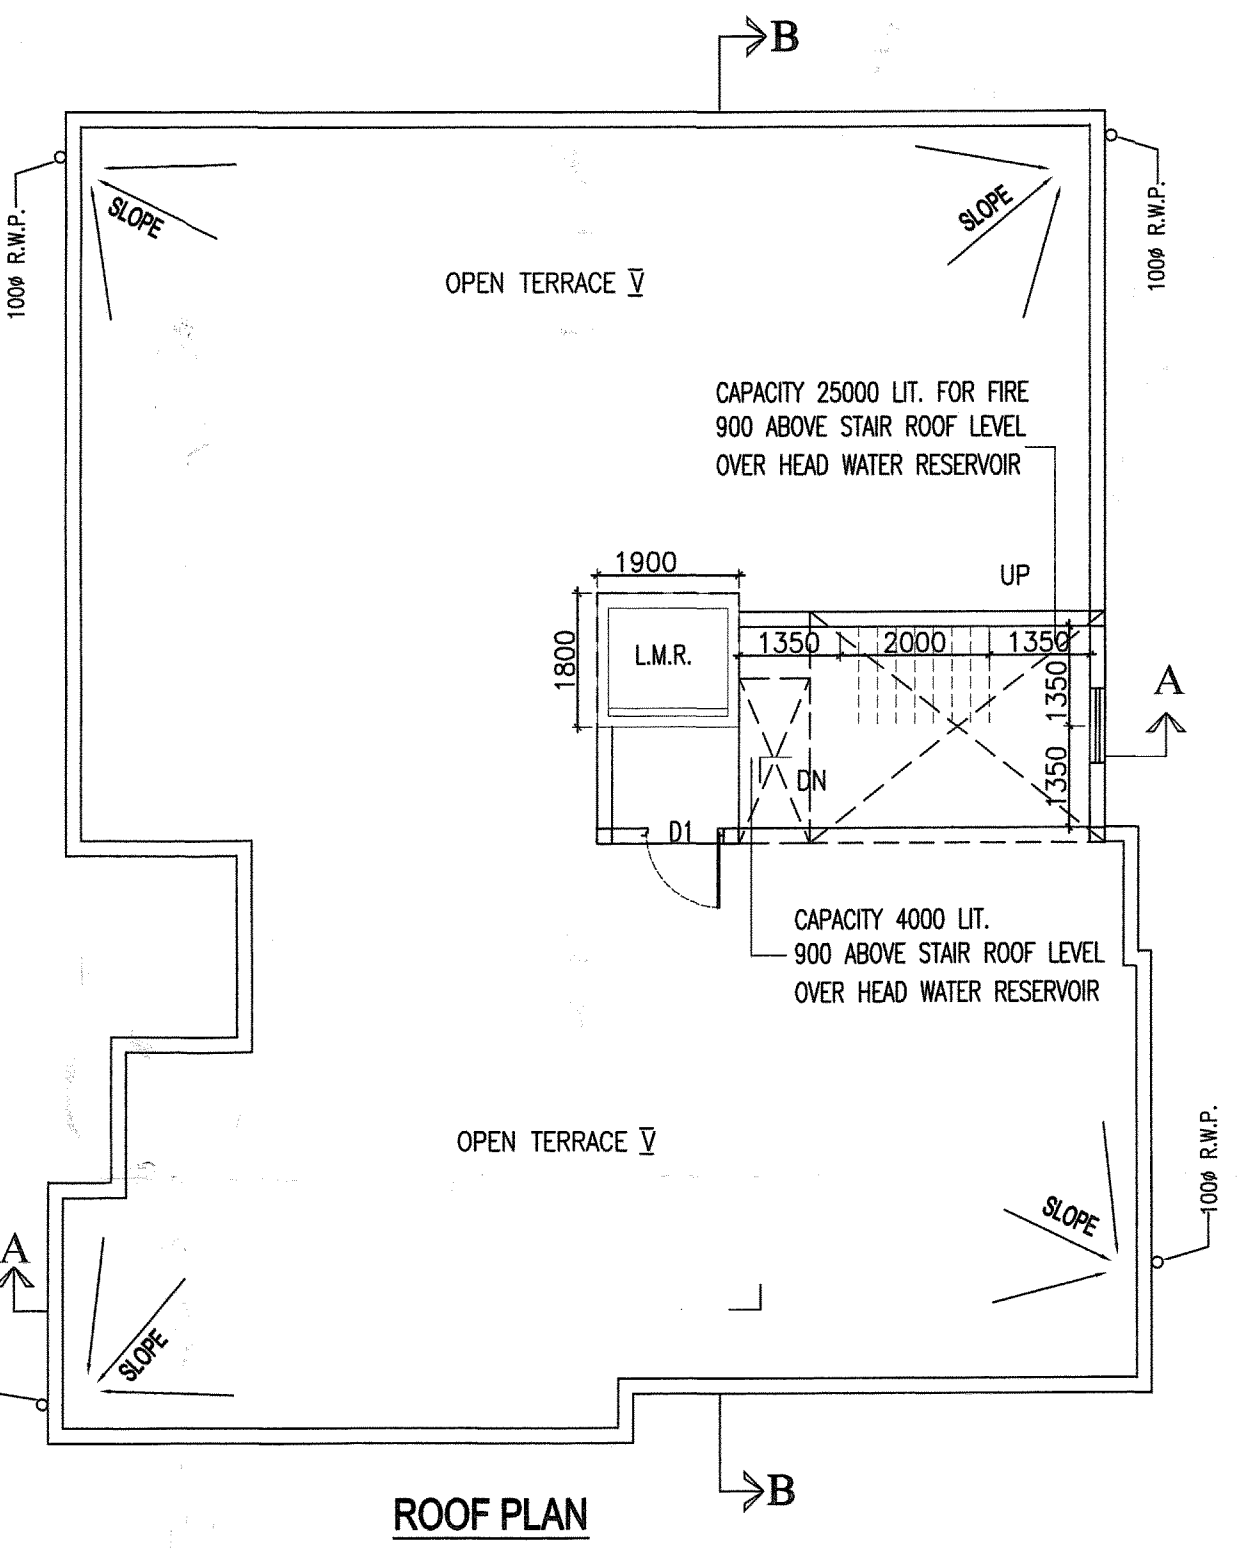 B
100ø R.W.P.
SLOPE
SLOPE
100ø R.W.P.
OPEN TERRACE V
CAPACITY 25000 LIT. FOR FIRE
900 ABOVE STAIR ROOF LEVEL
OVER HEAD WATER RESERVOIR
1900
UP
1800
L.M.R.
1350
2000
1350
1350
A
1350
DN
D1
CAPACITY 4000 LIT.
900 ABOVE STAIR ROOF LEVEL
OVER HEAD WATER RESERVOIR
OPEN TERRACE V
100ø R.W.P.
SLOPE
A
SLOPE
B
ROOF PLAN